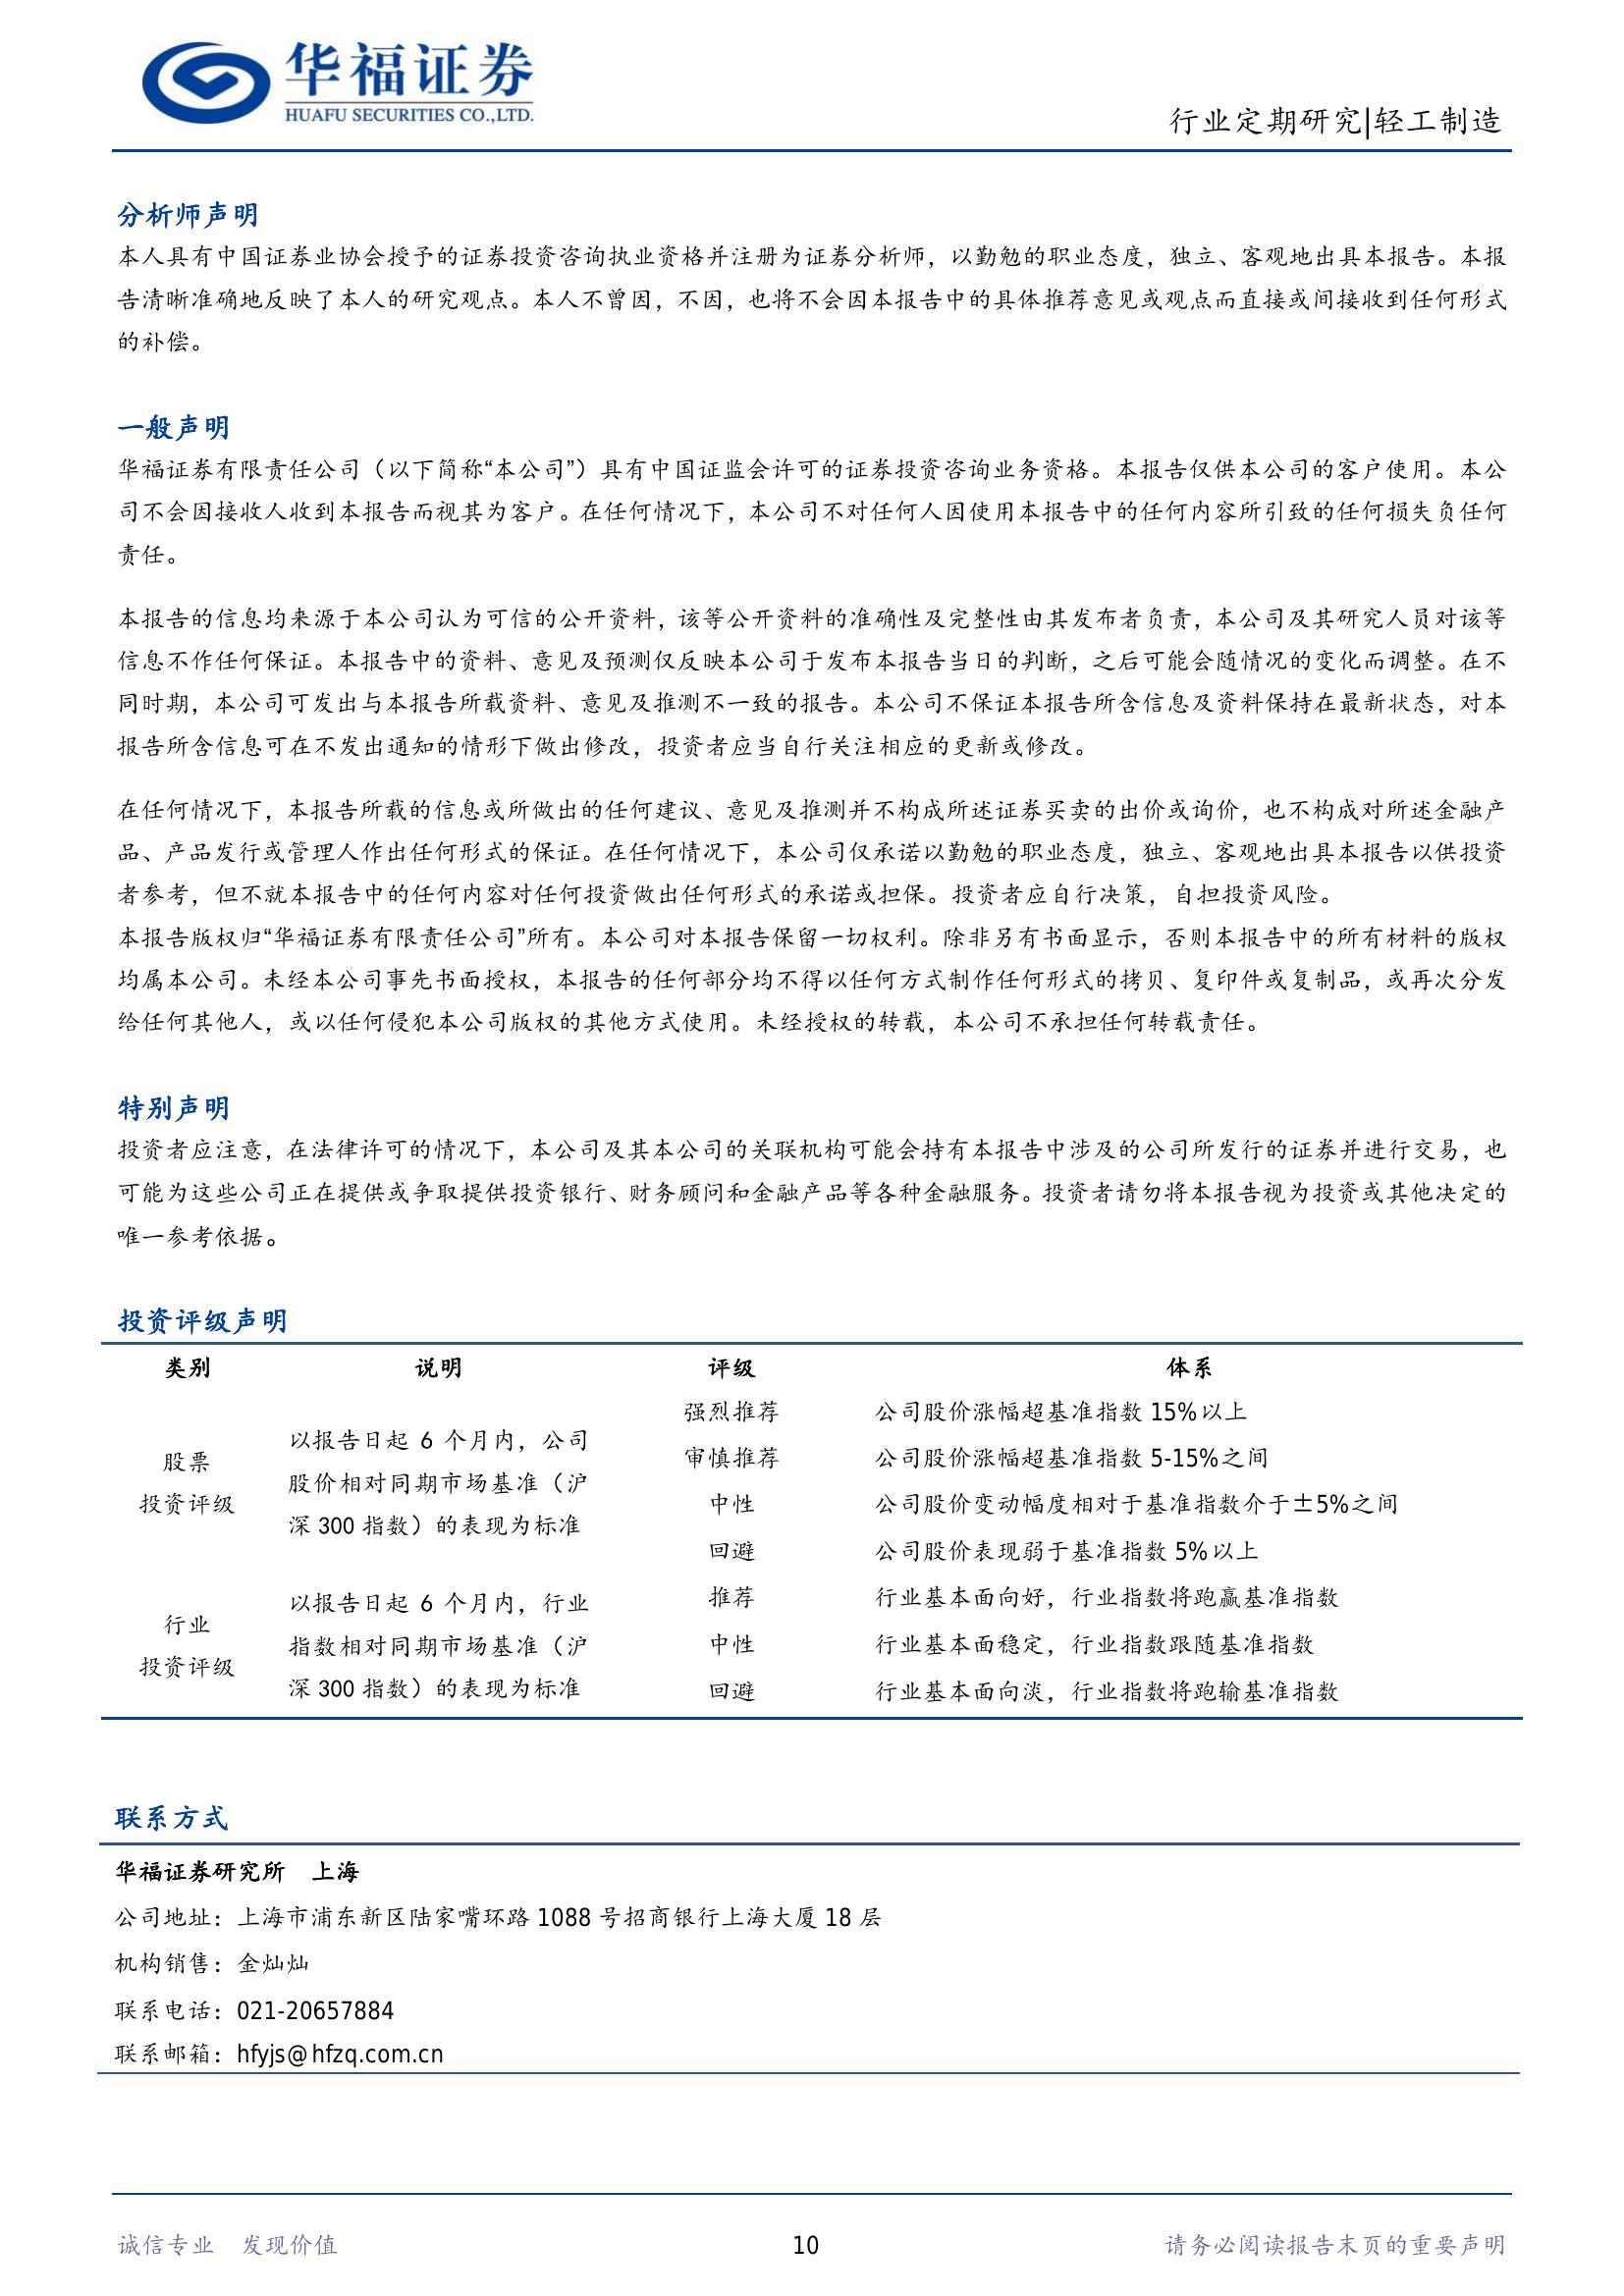 华福证券
HUAFU SECURITIES CO.,LTD.
行业定期研究|轻工制造
分析师声明
本人具有中国证券业协会授予的证券投资咨询执业资格并注册为证券分析师，以勤勉的职业态度，独立、客观地出具本报告。本报
告清晰准确地反映了本人的研究观点。本人不曾因，不因，也将不会因本报告中的具体推荐意见或观点而直接或间接收到任何形式
的补偿。
一般声明
华福证券有限责任公司（以下简称“本公司”）具有中国证监会许可的证券投资咨询业务资格。本报告仅供本公司的客户使用。本公
司不会因接收人收到本报告而视其为客户。在任何情况下，本公司不对任何人因使用本报告中的任何内容所引致的任何损失负任何
责任。
本报告的信息均来源于本公司认为可信的公开资料，该等公开资料的准确性及完整性由其发布者负责，本公司及其研究人员对该等
信息不作任何保证。本报告中的资料、意见及预测仅反映本公司于发布本报告当日的判断，之后可能会随情况的变化而调整。在不
同时期，本公司可发出与本报告所载资料、意见及推测不一致的报告。本公司不保证本报告所含信息及资料保持在最新状态，对本
报告所含信息可在不发出通知的情形下做出修改，投资者应当自行关注相应的更新或修改。
在任何情况下，本报告所载的信息或所做出的任何建议、意见及推测并不构成所述证券买卖的出价或询价，也不构成对所述金融产
品、产品发行或管理人作出任何形式的保证。在任何情况下，本公司仅承诺以勤勉的职业态度，独立、客观地出具本报告以供投资
者参考，但不就本报告中的任何内容对任何投资做出任何形式的承诺或担保。投资者应自行决策，自担投资风险。
本报告版权归“华福证券有限责任公司”所有。本公司对本报告保留一切权利。除非另有书面显示，否则本报告中的所有材料的版权
均属本公司。未经本公司事先书面授权，本报告的任何部分均不得以任何方式制作任何形式的拷贝、复印件或复制品，或再次分发
给任何其他人，或以任何侵犯本公司版权的其他方式使用。未经授权的转载，本公司不承担任何转载责任。
特别声明
投资者应注意，在法律许可的情况下，本公司及其本公司的关联机构可能会持有本报告中涉及的公司所发行的证券并进行交易，也
可能为这些公司正在提供或争取提供投资银行、财务顾问和金融产品等各种金融服务。投资者请勿将本报告视为投资或其他决定的
唯一参考依据。
投资评级声明
类别 说明 评级 体系
股票
投资评级
以报告日起 6 个月内，公司
股价相对同期市场基准（沪
深 300 指数）的表现为标准
强烈推荐 公司股价涨幅超基准指数 15%以上
审慎推荐 公司股价涨幅超基准指数 5-15%之间
中性 公司股价变动幅度相对于基准指数介于±5%之间
回避 公司股价表现弱于基准指数 5%以上
行业
投资评级
以报告日起 6 个月内，行业
指数相对同期市场基准（沪
深 300 指数）的表现为标准
推荐 行业基本面向好，行业指数将跑赢基准指数
中性 行业基本面稳定，行业指数跟随基准指数
回避 行业基本面向淡，行业指数将跑输基准指数
联系方式
华福证券研究所 上海
公司地址：上海市浦东新区陆家嘴环路 1088 号招商银行上海大厦 18 层
机构销售：金灿灿
联系电话：021-20657884
联系邮箱：hfyjs@hfzq.com.cn
诚信专业 发现价值 10 请务必阅读报告末页的重要声明